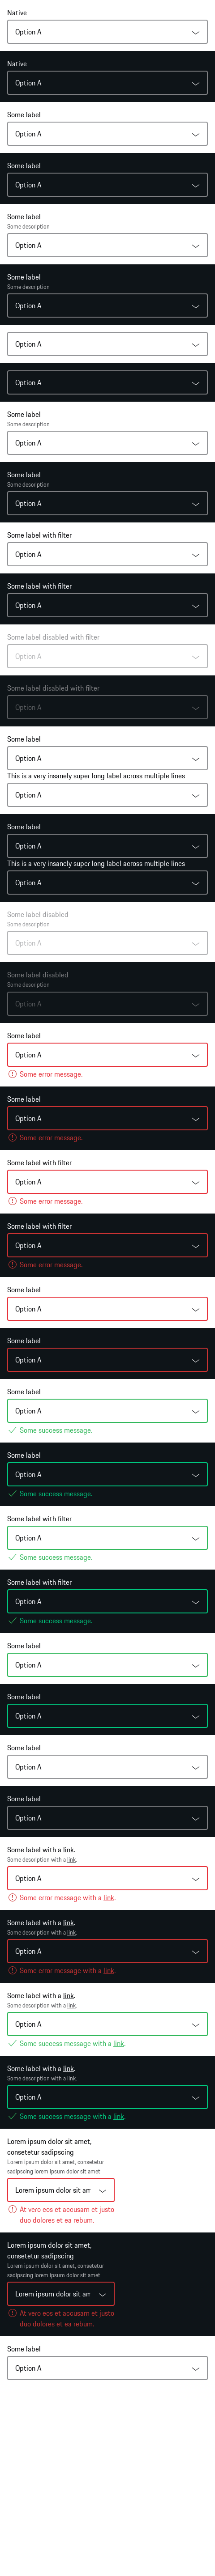 Native
Option A
Native
Option A
Some label
Option A
Some label
Option A
Some label
Some description
Option A
Some label
Some description
Option A
Option A
Option A
Some label
Some description
Option A
Some label
Some description
Option A
Some label with filter
Option A
Some label with filter
Option A
Some label disabled with filter
Option A
Some label disabled with filter
Option A
Some label
Option A
This is a very insanely super long label across multiple lines
Option A
Some label
Option A
This is a very insanely super long label across multiple lines
Option A
Some label disabled
Some description
Option A
Some label disabled
Some description
Option A
Some label
Option A
Some error message.
Some label
Option A
Some error message.
Some label with filter
Option A
Some error message.
Some label with filter
Option A
Some error message.
Some label
Option A
Some label
Option A
Some label
Option A
Some success message.
Some label
Option A
Some success message.
Some label with filter
Option A
Some success message.
Some label with filter
Option A
Some success message.
Some label
Option A
Some label
Option A
Some label
Option A
Some label
Option A
Some label with a link.
Some description with a link.
Option A
Some error message with a link.
Some label with a link.
Some description with a link.
Option A
Some error message with a link.
Some label with a link.
Some description with a link.
Option A
Some success message with a link.
Some label with a link.
Some description with a link.
Option A
Some success message with a link.
Lorem ipsum dolor sit amet,
consetetur sadipscing
Lorem ipsum dolor sit amet, consetetur
sadipscing lorem ipsum dolor sit amet
Lorem ipsum dolor sit am
At vero eos et accusam et justo
duo dolores et ea rebum.
Lorem ipsum dolor sit amet,
consetetur sadipscing
Lorem ipsum dolor sit amet, consetetur
sadipscing lorem ipsum dolor sit amet
Lorem ipsum dolor sit am
At vero eos et accusam et justo
duo dolores et ea rebum.
Some label
Option A